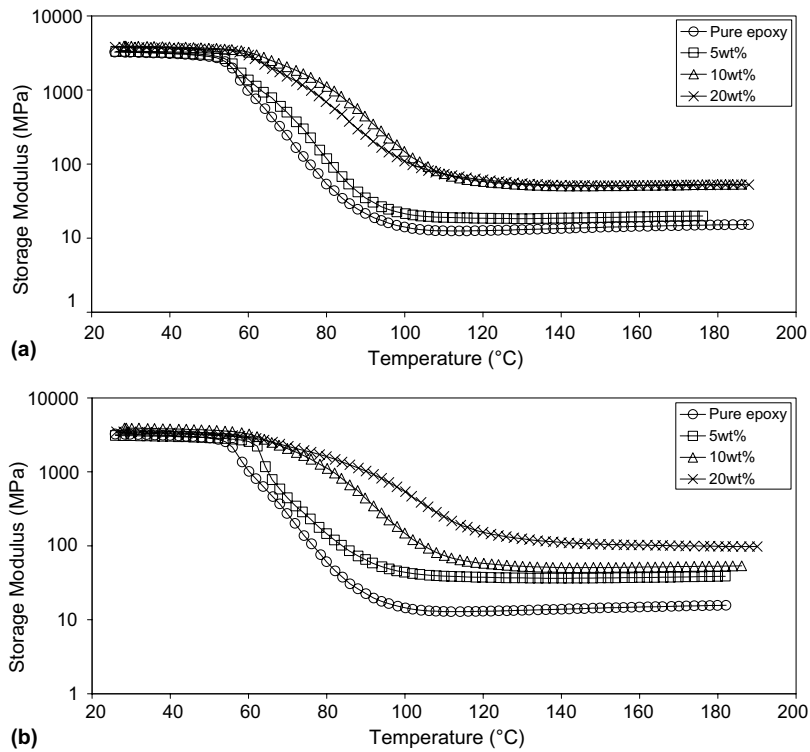 10000
1000
100
10
1
Storage Modulus (MPa)
Pure epoxy
5wt%
10wt%
20wt%
20 40 60 80 100 120 140 160 180 200
Temperature (°C)
(a)
10000
1000
100
10
1
Storage Modulus (MPa)
Pure epoxy
5wt%
10wt%
20wt%
20 40 60 80 100 120 140 160 180 200
Temperature (°C)
(b)